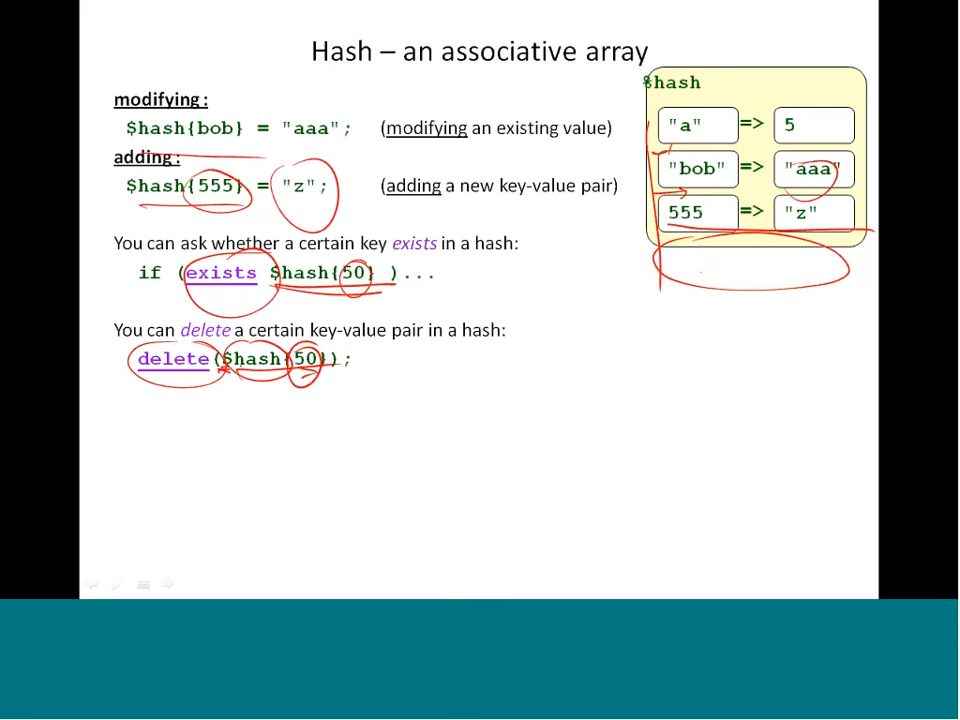 Hash – an associative array
modifying :
$hash{bob} = "aaa"; (modifying an existing value)
adding :
$hash{555} = "z"; (adding a new key-value pair)
You can ask whether a certain key exists in a hash:
if (exists $hash{50} )...
You can delete a certain key-value pair in a hash:
delete($hash{50});
%hash
"a" => 5
"bob" => "aaa"
555 => "z"